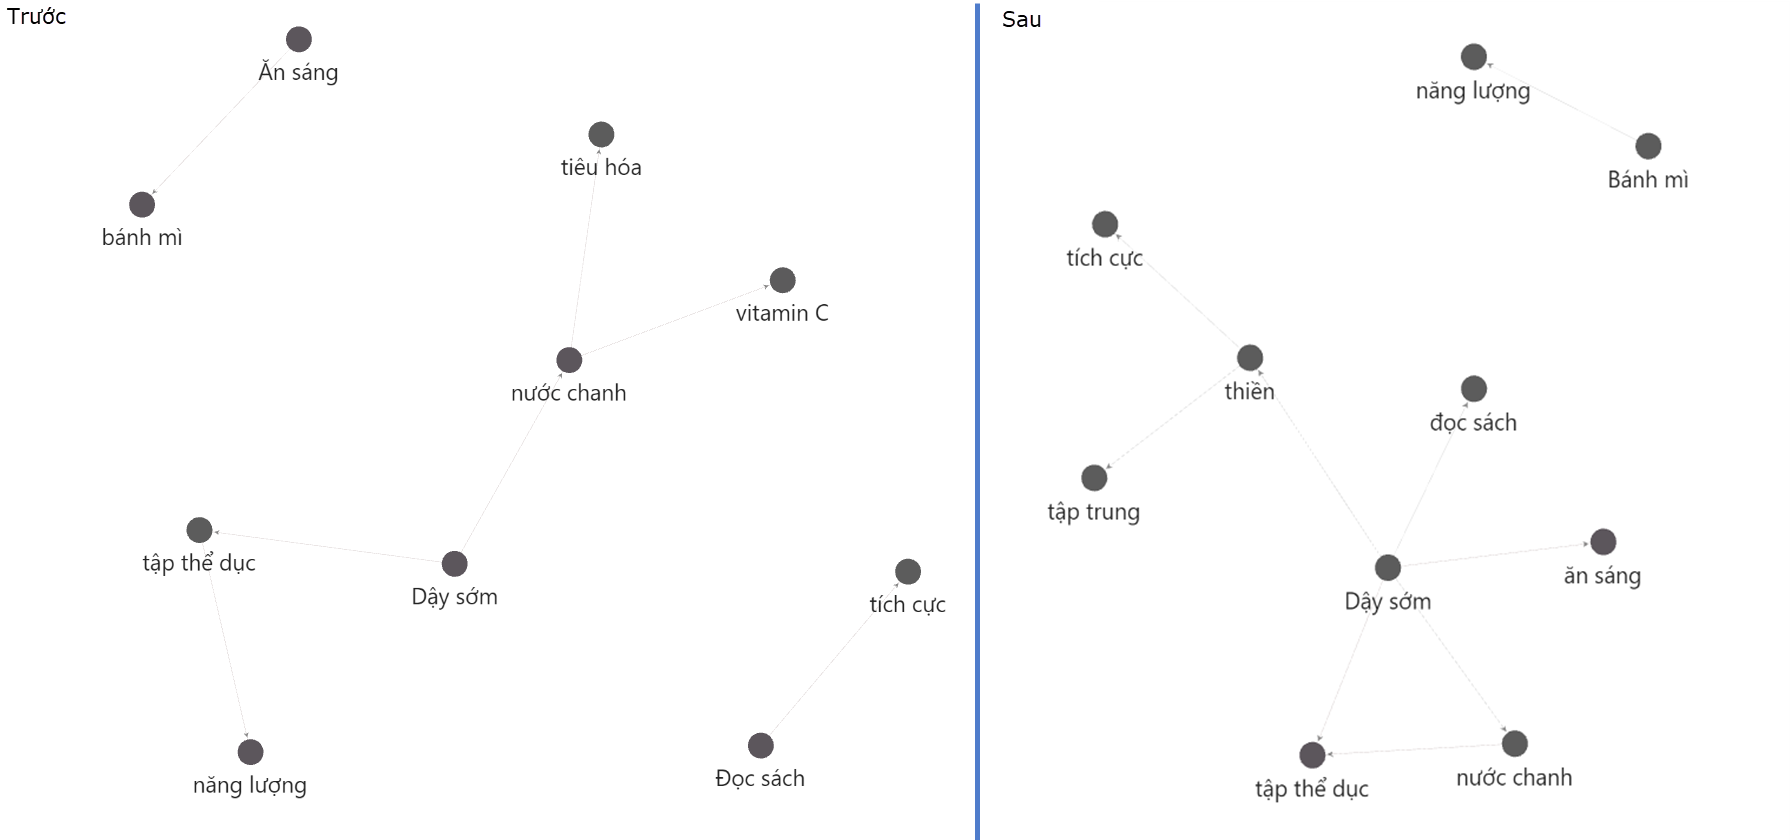 Trước
Ăn sáng
tiêu hóa
bánh mì
vitamin C
nước chanh
tập thể dục
Dậy sớm
tích cực
năng lượng
Đọc sách
Sau
năng lượng
Bánh mì
tích cực
thiền
đọc sách
tập trung
ăn sáng
Dậy sớm
tập thể dục
nước chanh